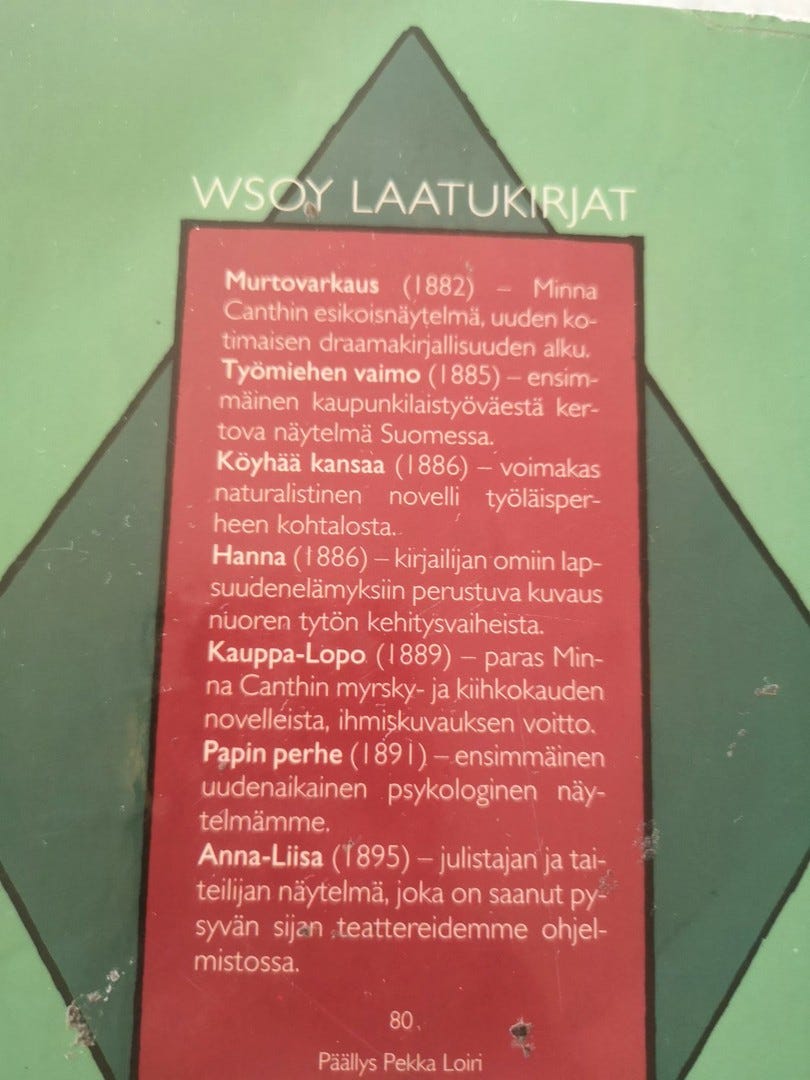 WSOY LAATUKIRJAT
Murtovarkaus (1882) – Minna
Canthin esikoisnäytelmä, uuden ko-
timaisen draamakirjallisuuden alku.
Työmiehen vaimo (1885) – ensim-
mäinen kaupunkilaistyöväestä ker-
tova näytelmä Suomessa.
Köyhää kansaa (1886) – voimakas
naturalistinen novelli työläisper-
heen kohtalosta.
Hanna (1886) – kirjailijan omiin lap-
suudenelämyksiin perustuva kuvaus
nuoren tytön kehitysvaiheista.
Kauppa-Lopo (1889) – paras Min-
na Canthin myrsky- ja kiihkokauden
novelleista, ihmiskuvauksen voitto.
Papin perhe (1891) – ensimmäinen
uudenaikainen psykologinen näy-
telmämme.
Anna-Liisa (1895) – julistajan ja tai-
teilijan näytelmä, joka on saanut py-
syvän sijan teattereidemme ohjel-
mistossa.
80
Päällys Pekka Loiri